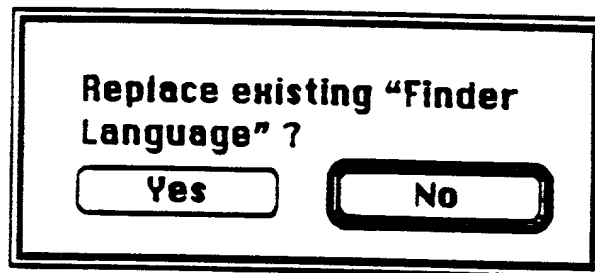 Replace existing “Finder
Language” ?
Yes
No